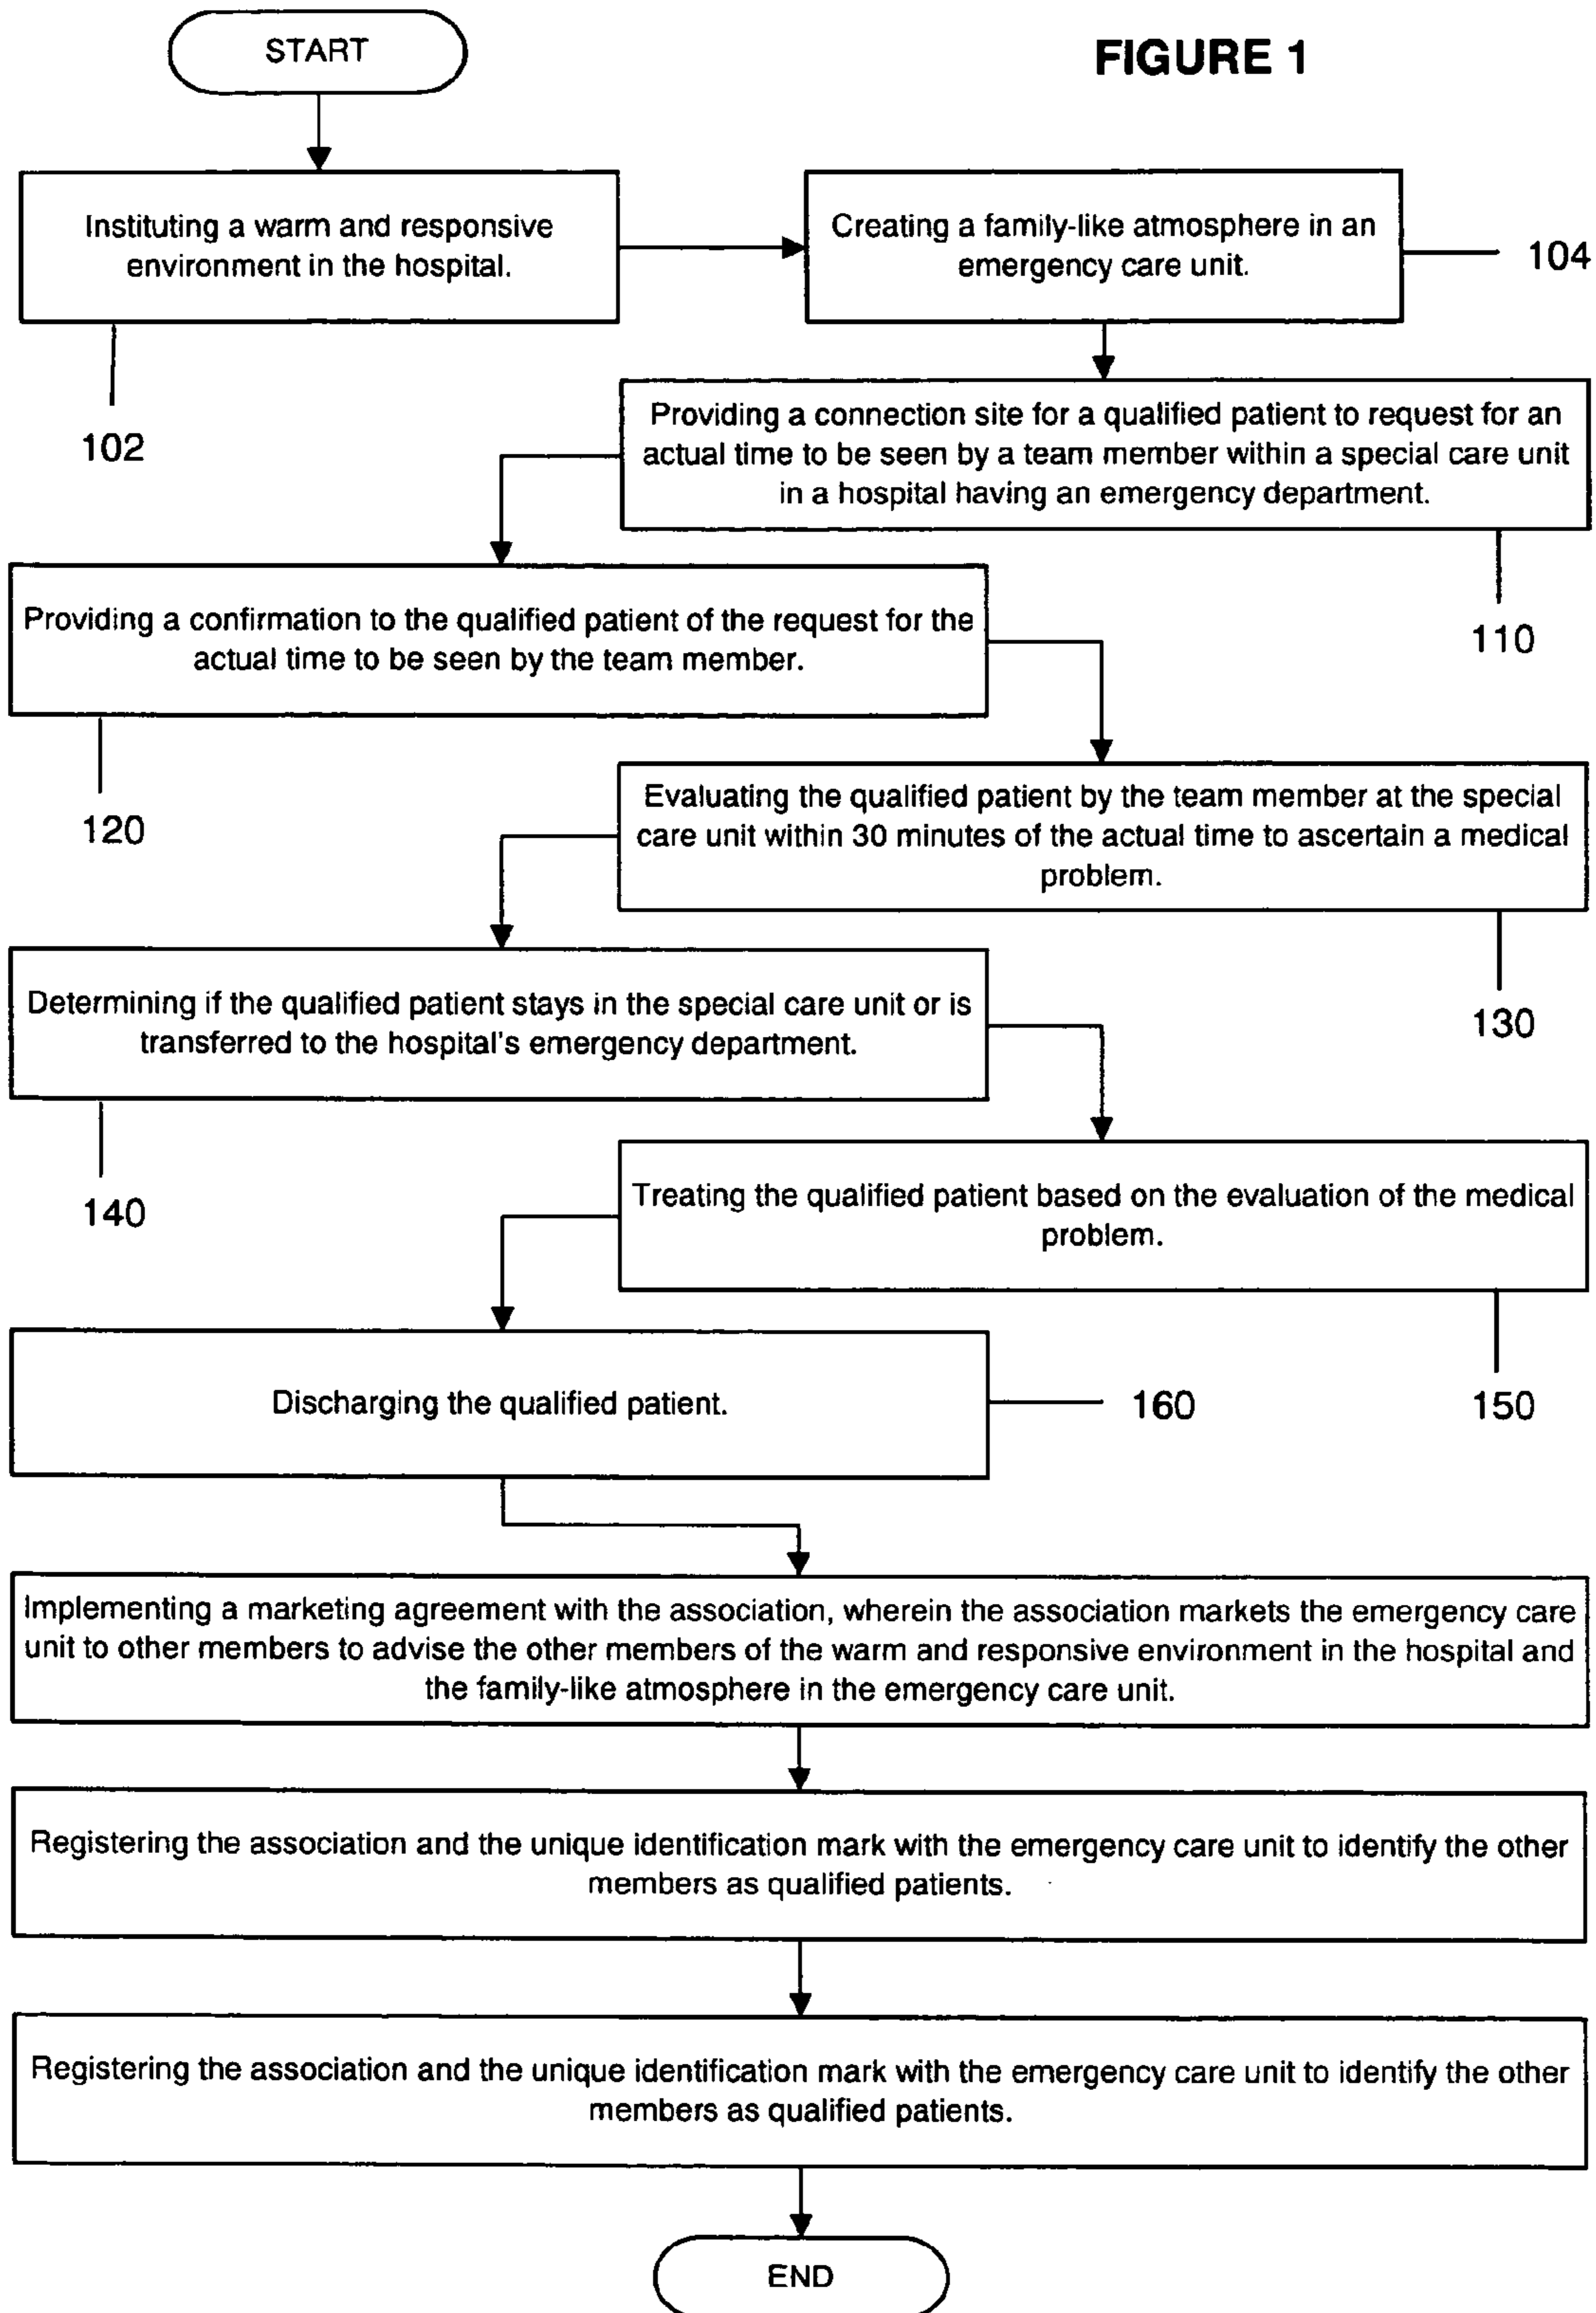 START
FIGURE 1
Instituting a warm and responsive
environment in the hospital.
Creating a family-like atmosphere in an
emergency care unit.
104
102
Providing a connection site for a qualified patient to request for an
actual time to be seen by a team member within a special care unit
in a hospital having an emergency department.
110
Providing a confirmation to the qualified patient of the request for the
actual time to be seen by the team member.
120
Evaluating the qualified patient by the team member at the special
care unit within 30 minutes of the actual time to ascertain a medical
problem.
130
Determining if the qualified patient stays in the special care unit or is
transferred to the hospital's emergency department.
140
Treating the qualified patient based on the evaluation of the medical
problem.
150
Discharging the qualified patient.
160
Implementing a marketing agreement with the association, wherein the association markets the emergency care
unit to other members to advise the other members of the warm and responsive environment in the hospital and
the family-like atmosphere in the emergency care unit.
Registering the association and the unique identification mark with the emergency care unit to identify the other
members as qualified patients.
Registering the association and the unique identification mark with the emergency care unit to identify the other
members as qualified patients.
END